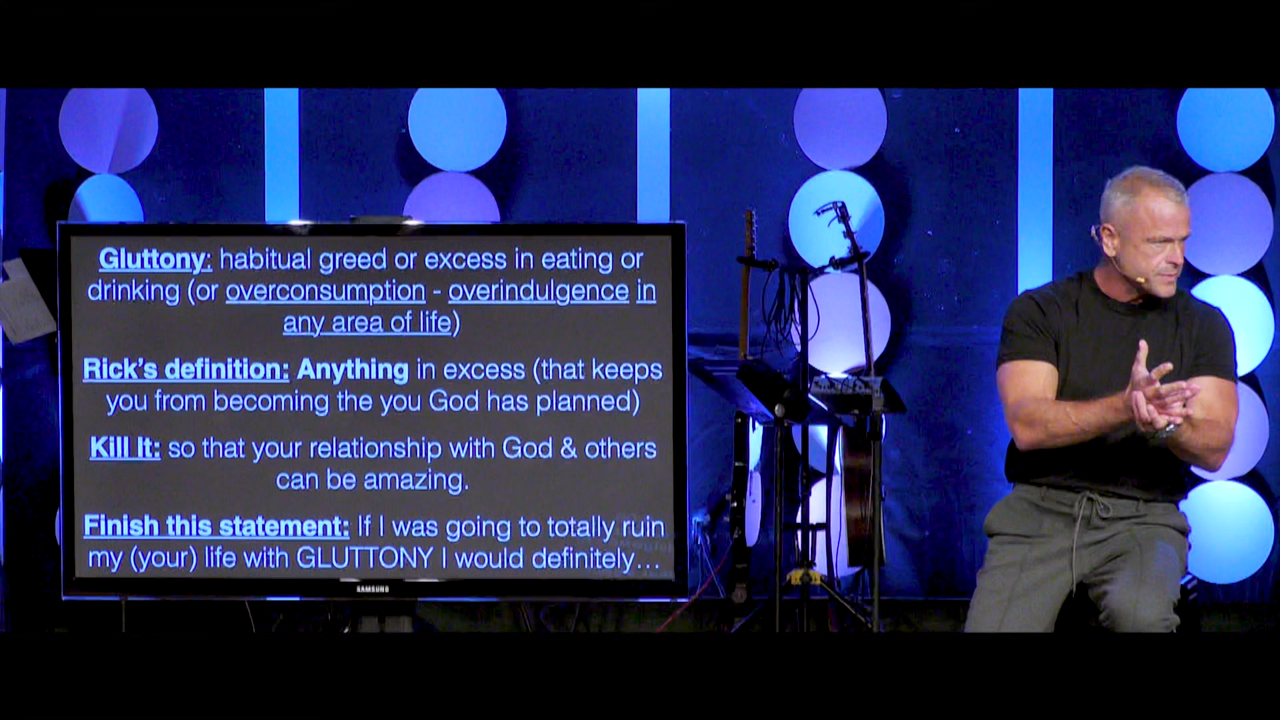 Gluttony: habitual greed or excess in eating or
drinking (or overconsumption - overindulgence in
any area of life)
Rick's definition: Anything in excess (that keeps
you from becoming the you God has planned)
Kill It: so that your relationship with God & others
can be amazing.
Finish this statement: If I was going to totally ruin
my (your) life with GLUTTONY I would definitely…
SAMSUNG